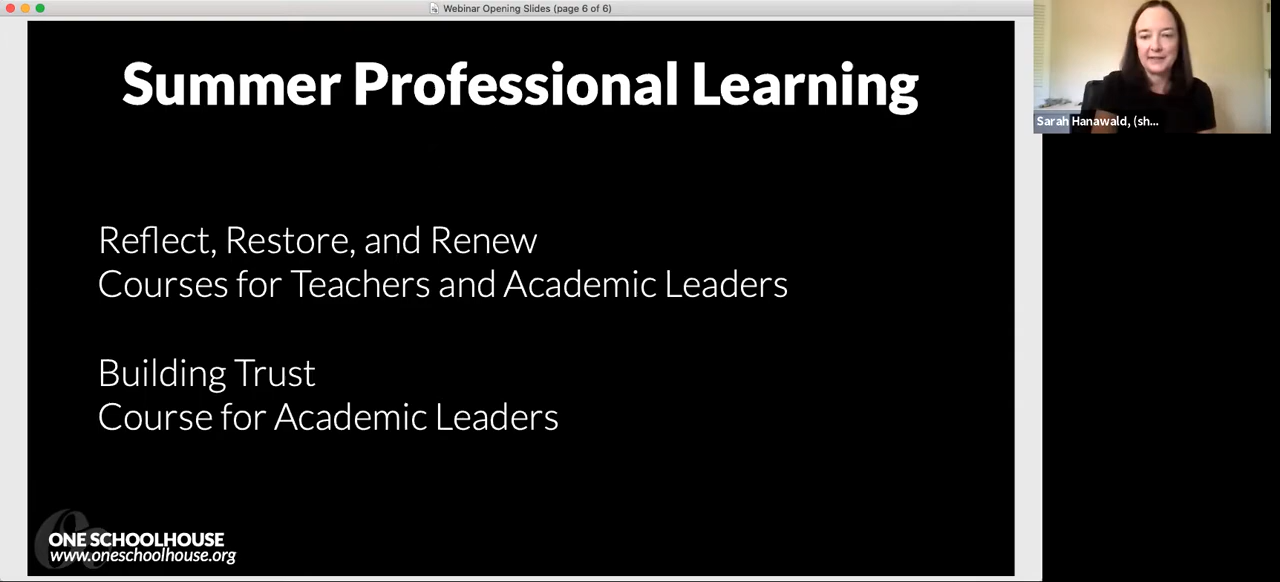 Webinar Opening Slides (page 6 of 6)
Summer Professional Learning
Sarah Hanawald, (sh...
Reflect, Restore, and Renew
Courses for Teachers and Academic Leaders
Building Trust
Course for Academic Leaders
ONE SCHOOLHOUSE
www.oneschoolhouse.org